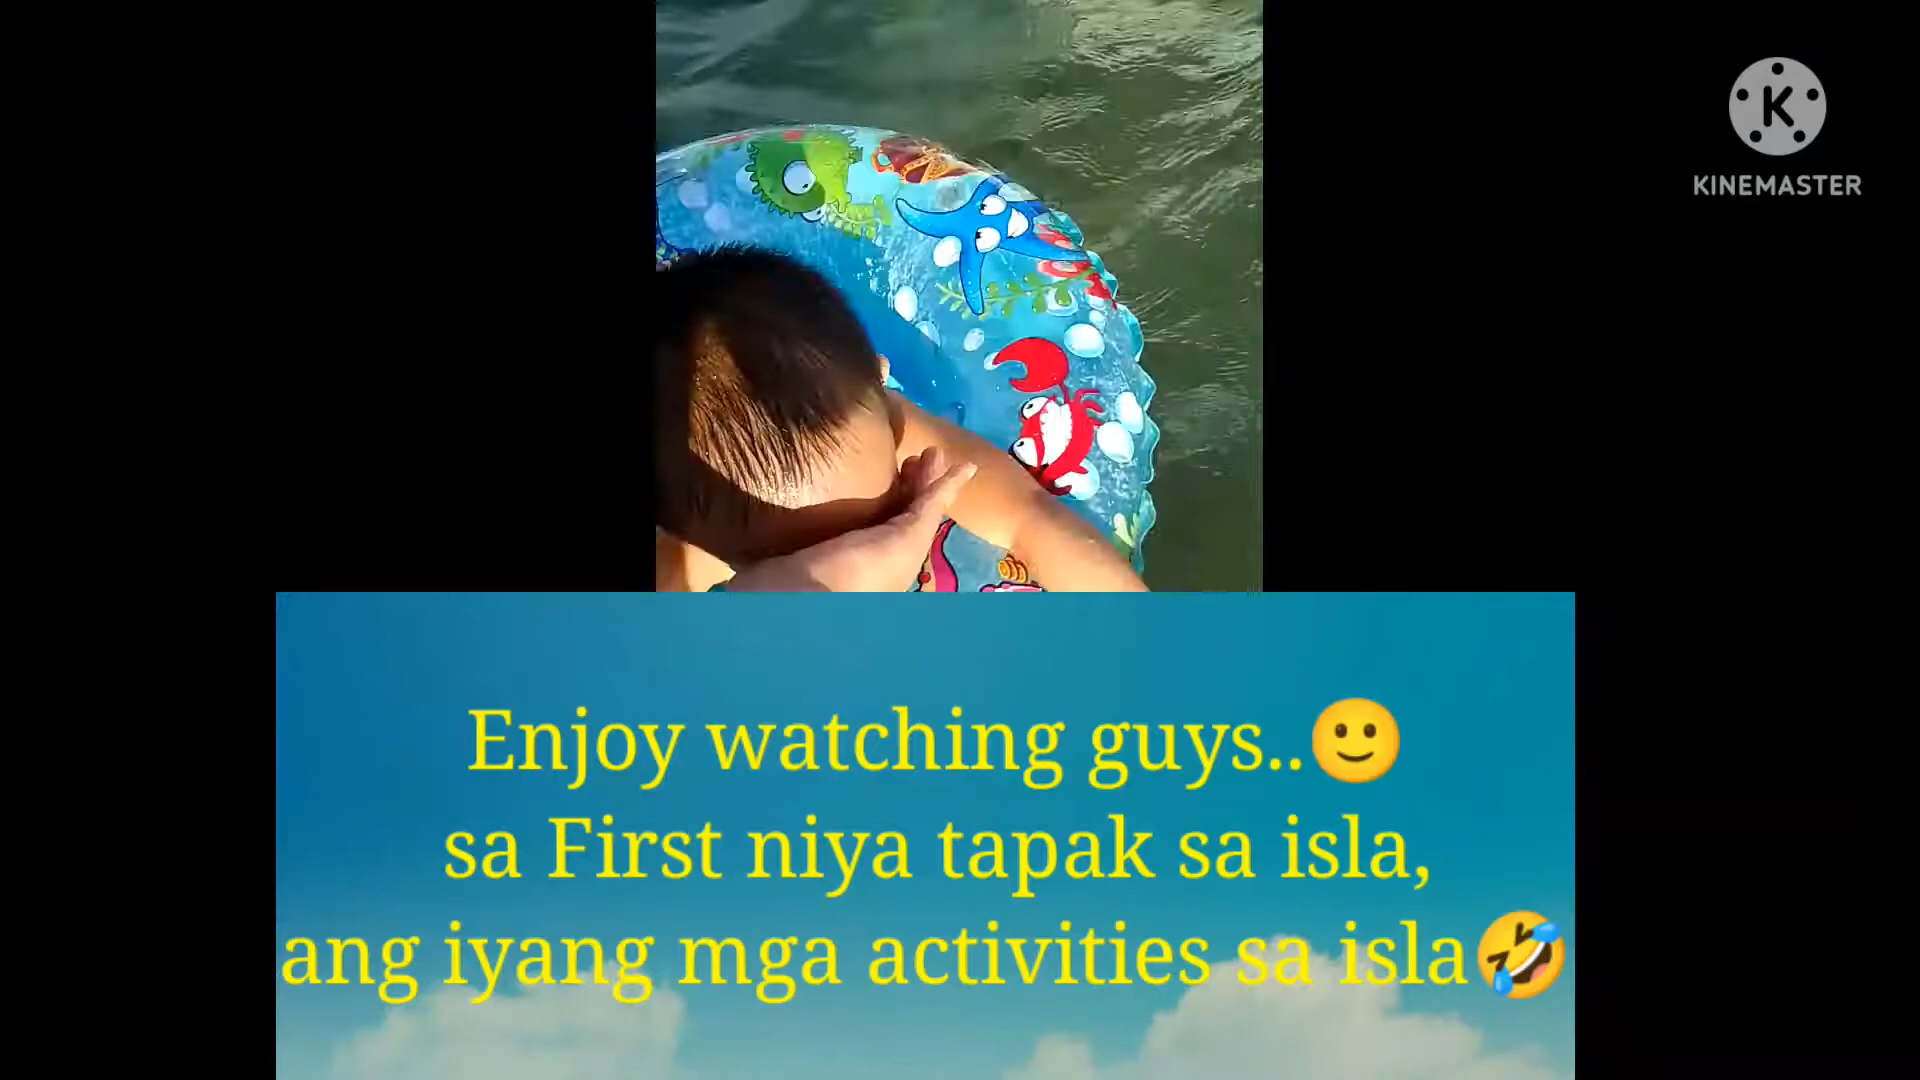 KINEMASTER
Enjoy watching guys..🙂
sa First niya tapak sa isla,
ang iyang mga activities sa isla🤣